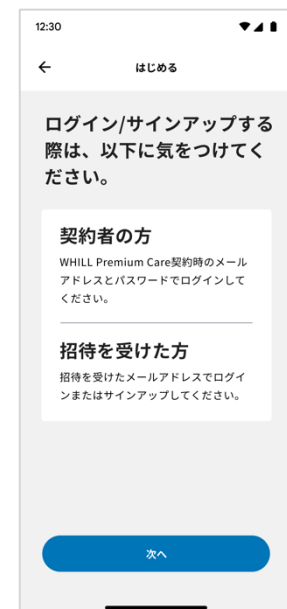 12:30
はじめる
ログイン/サインアップする
際は、以下に気をつけてく
ださい。
契約者の方
WHILL Premium Care契約時のメール
アドレスとパスワードでログインして
ください。
招待を受けた方
招待を受けたメールアドレスでログイ
ンまたはサインアップしてください。
次へ